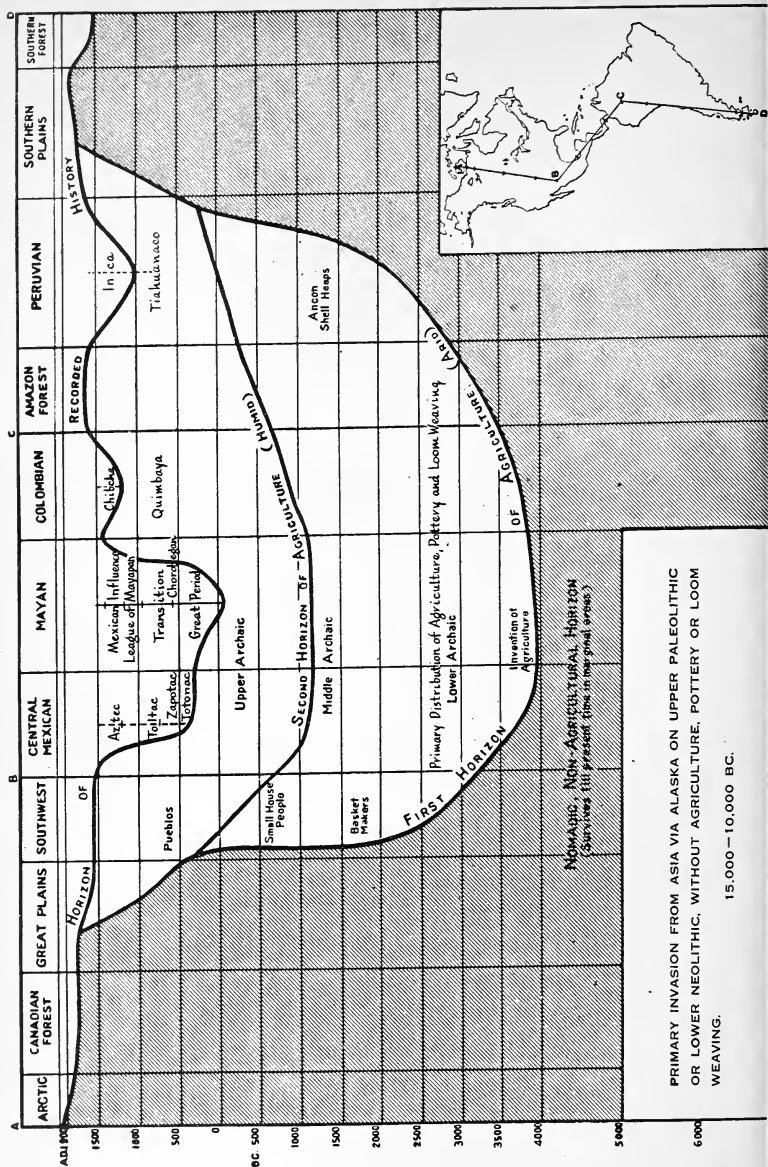 A
B
C
D
ARCTIC
CANADIAN
FOREST
GREAT PLAINS
SOUTHWEST
CENTRAL
MEXICAN
MAYAN
COLOMBIAN
AMAZON
FOREST
PERUVIAN
SOUTHERN
PLAINS
SOUTHERN
FOREST
1500
1000
500
0
BC.
500
1000
1500
2000
2500
3000
3500
4000
5000
6000
HORIZON OF RECORDED HISTORY
Pueblos
Small House
People
Basket
Makers
Aztec
Toltec
Zapotac
Totonac
Mexican Influence
League of Mayapan
Transition
Chorotegan
Great Period
Chibcha
Quimbaya
Inca
Tiahuanaco
Upper Archaic
SECOND HORIZON OF AGRICULTURE (HUMID)
Middle Archaic
Ancon
Shell Heaps
Primary Distribution of Agriculture, Pottery and Loom Weaving
Lower Archaic
Invention of
Agriculture
FIRST HORIZON OF AGRICULTURE (ARID)
NOMADIC, NON-AGRICULTURAL HORIZON
(Survives till present time in marginal areas)
A
B
C
D
PRIMARY INVASION FROM ASIA VIA ALASKA ON UPPER PALEOLITHIC
OR LOWER NEOLITHIC, WITHOUT AGRICULTURE, POTTERY OR LOOM
WEAVING.
15,000—10,000 BC.